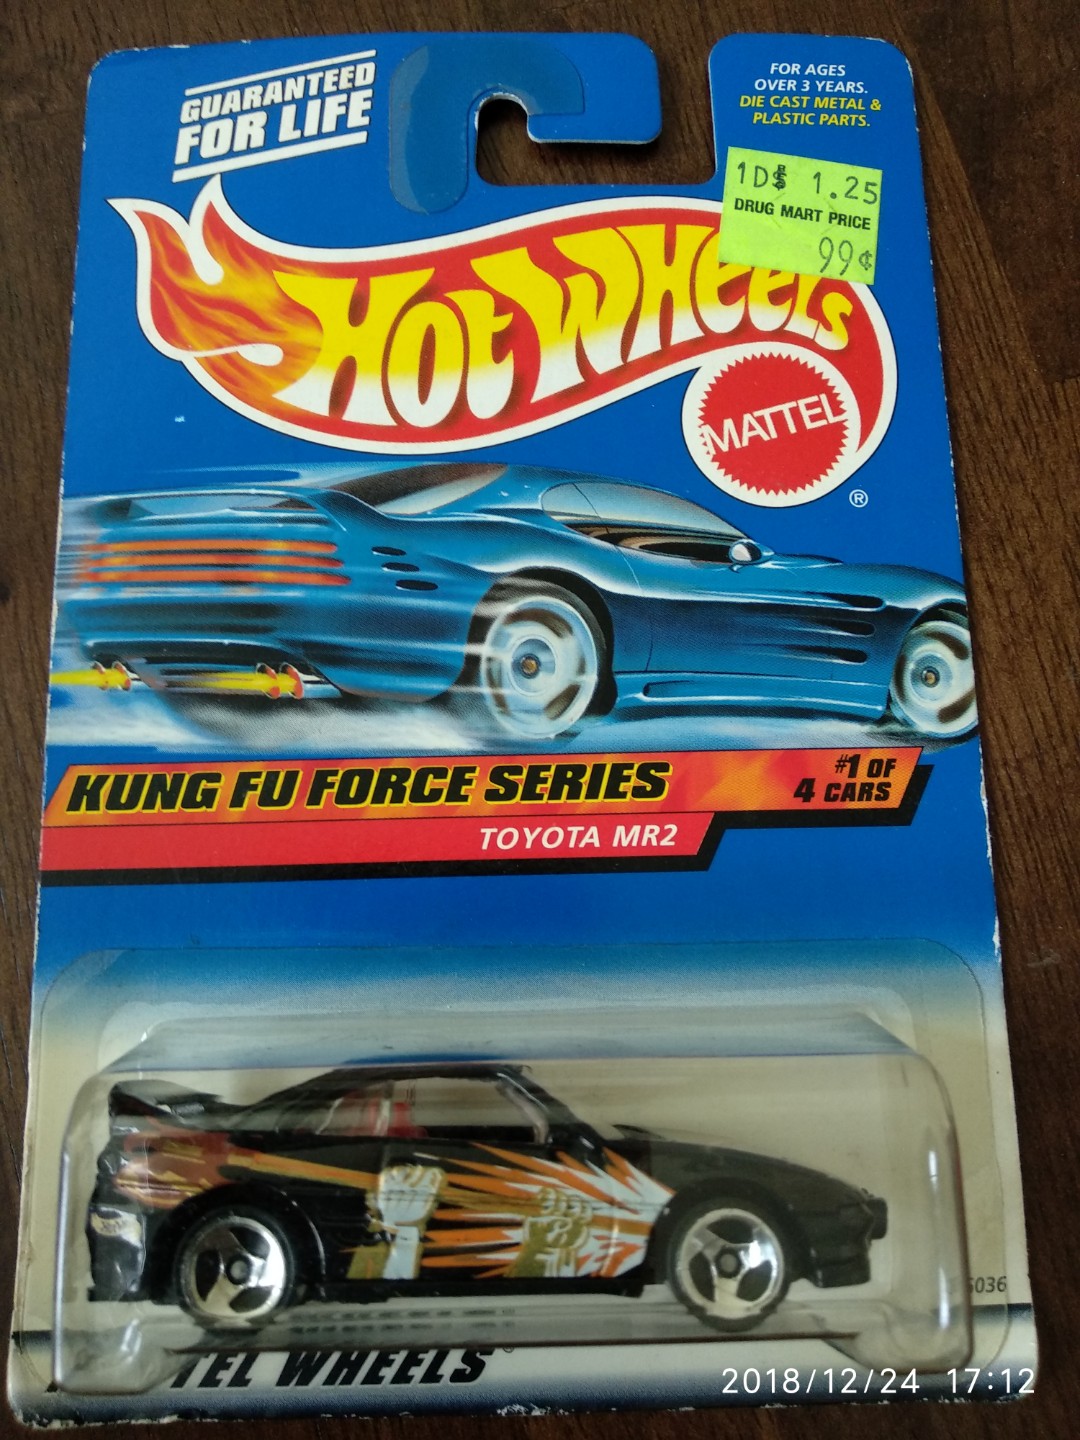 GUARANTEED
FOR LIFE
FOR AGES
OVER 3 YEARS.
DIE CAST METAL &
PLASTIC PARTS.
1D$ 1.25
DRUG MART PRICE
99¢
HOT WHEELS
MATTEL
®
KUNG FU FORCE SERIES
#1 OF
4 CARS
TOYOTA MR2
5036
TEL WHEELS
2018/12/24 17:12